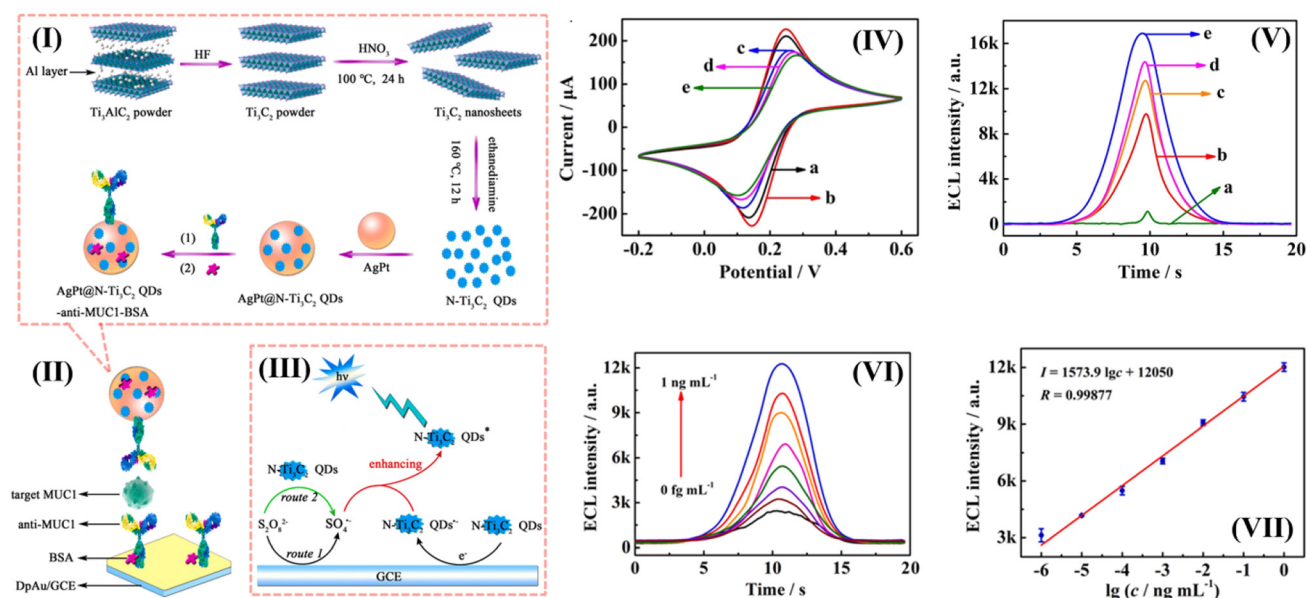 (I)
Al layer
HF
HNO₃
100 ℃, 24 h
Ti₃AlC₂ powder
Ti₃C₂ powder
Ti₃C₂ nanosheets
ethanediamine
160 ℃, 12 h
(1)
(2)
AgPt
AgPt@N-Ti₃C₂ QDs
-anti-MUC1-BSA
AgPt@N-Ti₃C₂ QDs
N-Ti₃C₂ QDs
(II)
target MUC1
anti-MUC1
BSA
DpAu/GCE
(III)
hν
N-Ti₃C₂ QDs*
enhancing
N-Ti₃C₂ QDs
route 2
S₂O₈²⁻
SO₄•⁻
N-Ti₃C₂ QDs•⁻
N-Ti₃C₂ QDs
route 1
e⁻
GCE
(IV)
Current / μA
200
100
0
-100
-200
c
d
e
a
b
-0.2
0.0
0.2
0.4
0.6
Potential / V
(V)
ECL intensity / a.u.
16k
12k
8k
4k
0
e
d
c
b
a
0
5
10
15
20
Time / s
(VI)
ECL intensity / a.u.
12k
9k
6k
3k
0
1 ng mL⁻¹
0 fg mL⁻¹
0
5
10
15
20
Time / s
(VII)
ECL intensity / a.u.
12k
9k
6k
3k
I = 1573.9 lgc + 12050
R = 0.99877
-6
-5
-4
-3
-2
-1
0
lg (c / ng mL⁻¹)